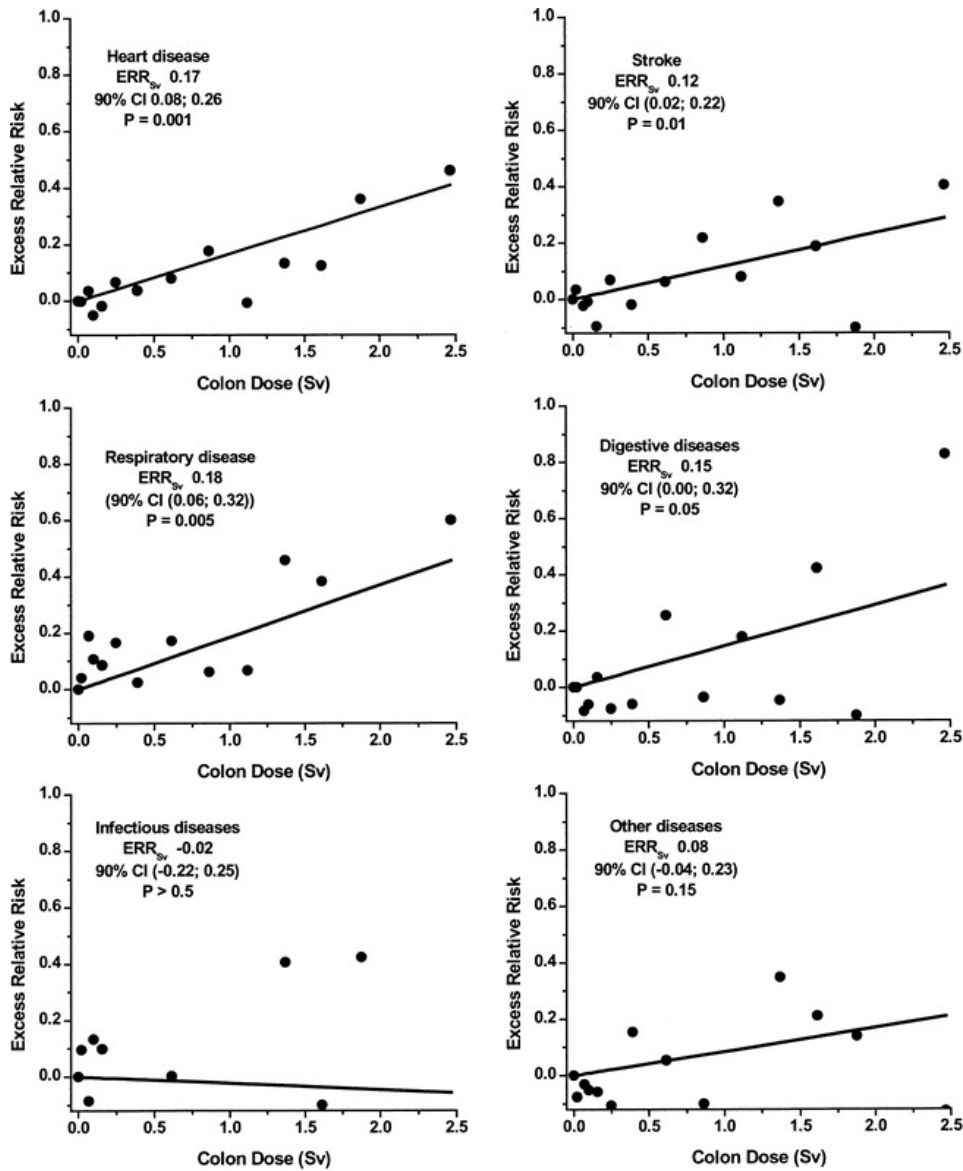 Heart disease
ERRSv 0.17
90% CI 0.08; 0.26
P = 0.001
Excess Relative Risk
1.0
0.8
0.6
0.4
0.2
0.0
0.0 0.5 1.0 1.5 2.0 2.5
Colon Dose (Sv)
Stroke
ERRSv 0.12
90% CI (0.02; 0.22)
P = 0.01
Excess Relative Risk
1.0
0.8
0.6
0.4
0.2
0.0
0.0 0.5 1.0 1.5 2.0 2.5
Colon Dose (Sv)
Respiratory disease
ERRSv 0.18
(90% CI (0.06; 0.32))
P = 0.005
Excess Relative Risk
1.0
0.8
0.6
0.4
0.2
0.0
0.0 0.5 1.0 1.5 2.0 2.5
Colon Dose (Sv)
Digestive diseases
ERRSv 0.15
90% CI (0.00; 0.32)
P = 0.05
Excess Relative Risk
1.0
0.8
0.6
0.4
0.2
0.0
0.0 0.5 1.0 1.5 2.0 2.5
Colon Dose (Sv)
Infectious diseases
ERRSv -0.02
90% CI (-0.22; 0.25)
P > 0.5
Excess Relative Risk
1.0
0.8
0.6
0.4
0.2
0.0
0.0 0.5 1.0 1.5 2.0 2.5
Colon Dose (Sv)
Other diseases
ERRSv 0.08
90% CI (-0.04; 0.23)
P = 0.15
Excess Relative Risk
1.0
0.8
0.6
0.4
0.2
0.0
0.0 0.5 1.0 1.5 2.0 2.5
Colon Dose (Sv)